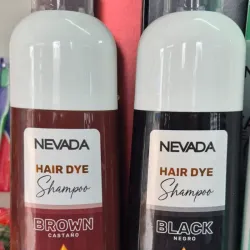 NEVADA
HAIR DYE
Shampoo
BROWN
CASTAÑO
NEVADA
HAIR DYE
Shampoo
BLACK
NEGRO